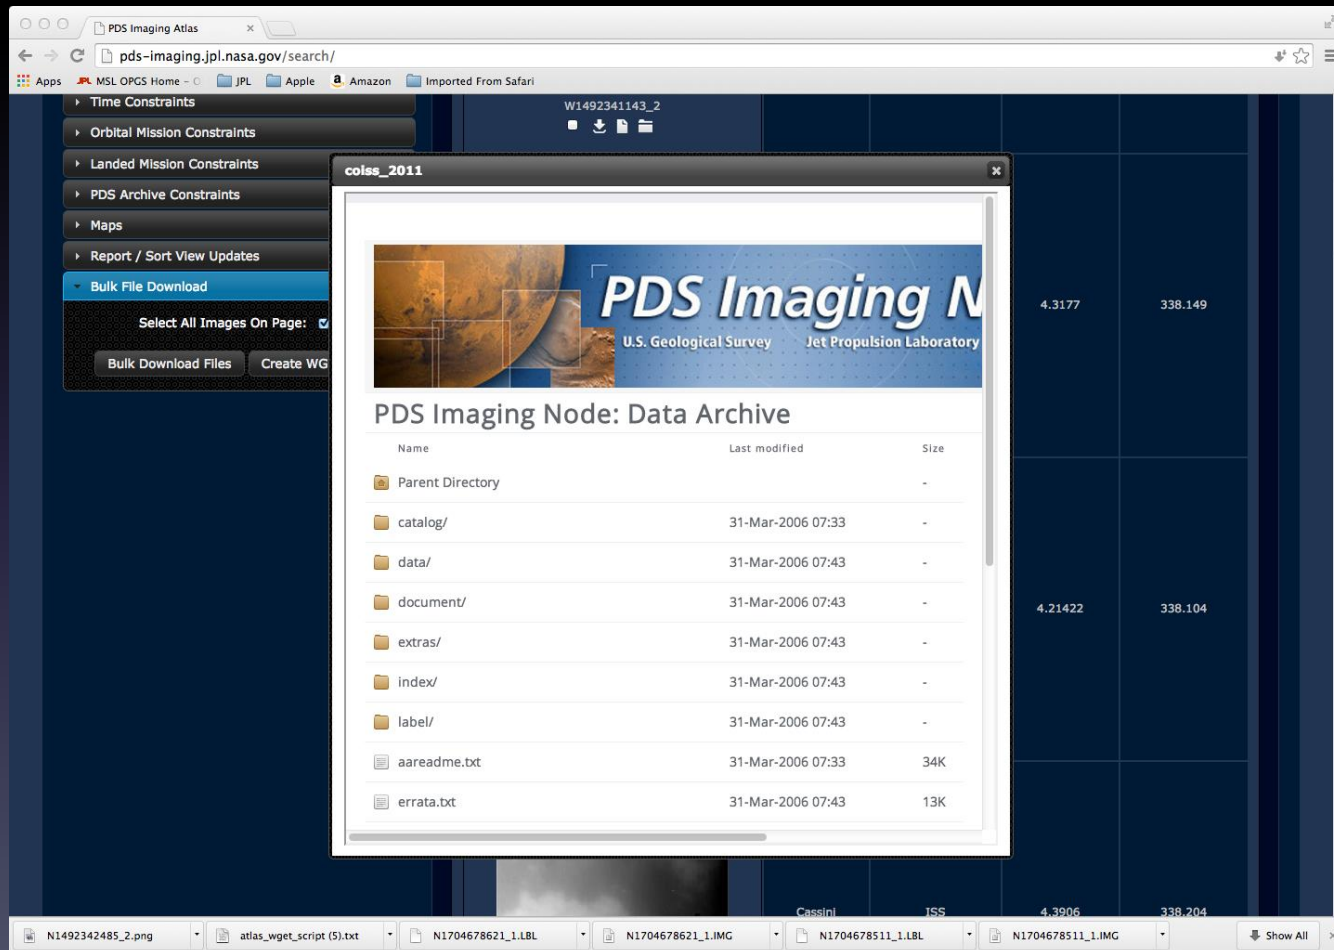 PDS Imaging Atlas
pds-imaging.jpl.nasa.gov/search/
Apps JPL MSL OPGS Home - JPL Apple Amazon Imported From Safari
Time Constraints
Orbital Mission Constraints
Landed Mission Constraints
PDS Archive Constraints
Maps
Report / Sort View Updates
Bulk File Download
Select All Images On Page:
Bulk Download Files Create WG
W1492341143_2
coiss_2011
PDS Imaging N
U.S. Geological Survey Jet Propulsion Laboratory
PDS Imaging Node: Data Archive
Name Last modified Size
Parent Directory -
catalog/ 31-Mar-2006 07:33 -
data/ 31-Mar-2006 07:43 -
document/ 31-Mar-2006 07:43 -
extras/ 31-Mar-2006 07:43 -
index/ 31-Mar-2006 07:43 -
label/ 31-Mar-2006 07:43 -
aareadme.txt 31-Mar-2006 07:33 34K
errata.txt 31-Mar-2006 07:43 13K
4.3177 338.149
4.21422 338.104
Cassini ISS 4.3906 338.204
N1492342485_2.png atlas_wget_script (5).txt N1704678621_1.LBL N1704678621_1.IMG N1704678511_1.LBL N1704678511_1.IMG Show All